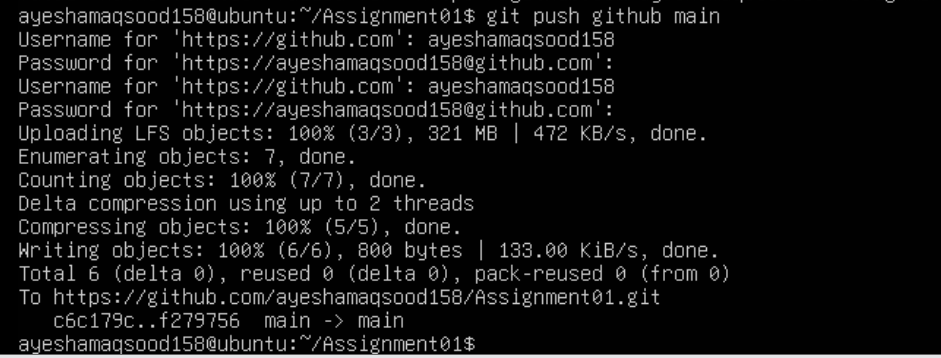 ayeshamaqsood158@ubuntu:~/Assignment01$ git push github main
Username for 'https://github.com': ayeshamaqsood158
Password for 'https://ayeshamaqsood158@github.com':
Username for 'https://github.com': ayeshamaqsood158
Password for 'https://ayeshamaqsood158@github.com':
Uploading LFS objects: 100% (3/3), 321 MB | 472 KB/s, done.
Enumerating objects: 7, done.
Counting objects: 100% (7/7), done.
Delta compression using up to 2 threads
Compressing objects: 100% (5/5), done.
Writing objects: 100% (6/6), 800 bytes | 133.00 KiB/s, done.
Total 6 (delta 0), reused 0 (delta 0), pack-reused 0 (from 0)
To https://github.com/ayeshamaqsood158/Assignment01.git
   c6c179c..f279756  main -> main
ayeshamaqsood158@ubuntu:~/Assignment01$